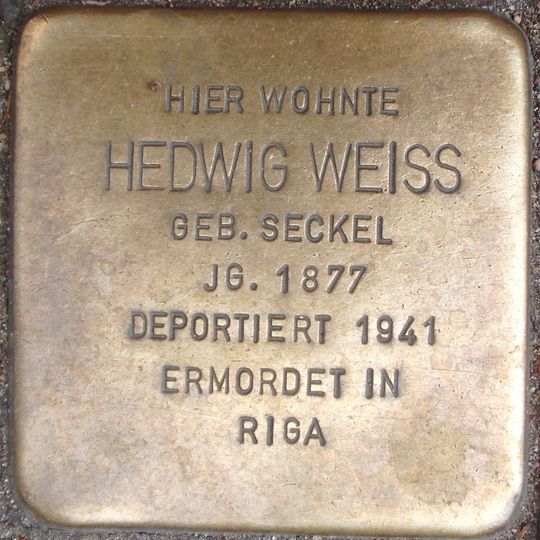 HIER WOHNTE
HEDWIG WEISS
GEB. SECKEL
JG. 1877
DEPORTIERT 1941
ERMORDET IN
RIGA